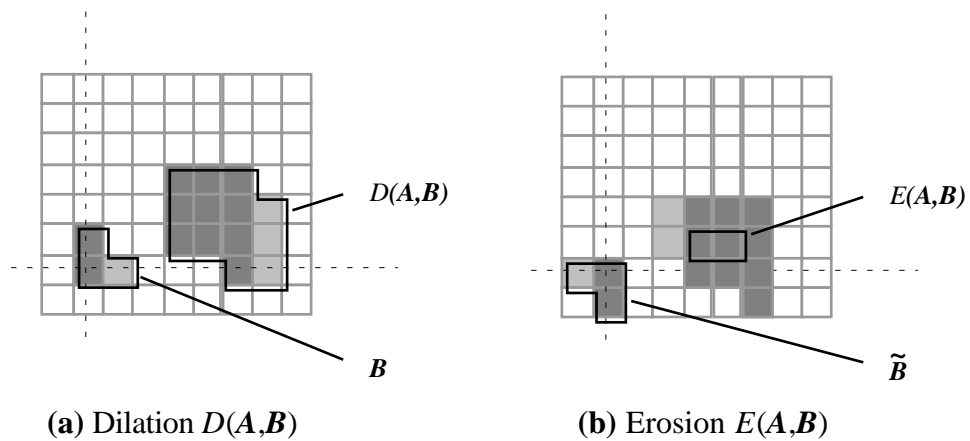 D(A,B)
E(A,B)
B
B̃
(a) Dilation D(A,B)
(b) Erosion E(A,B)